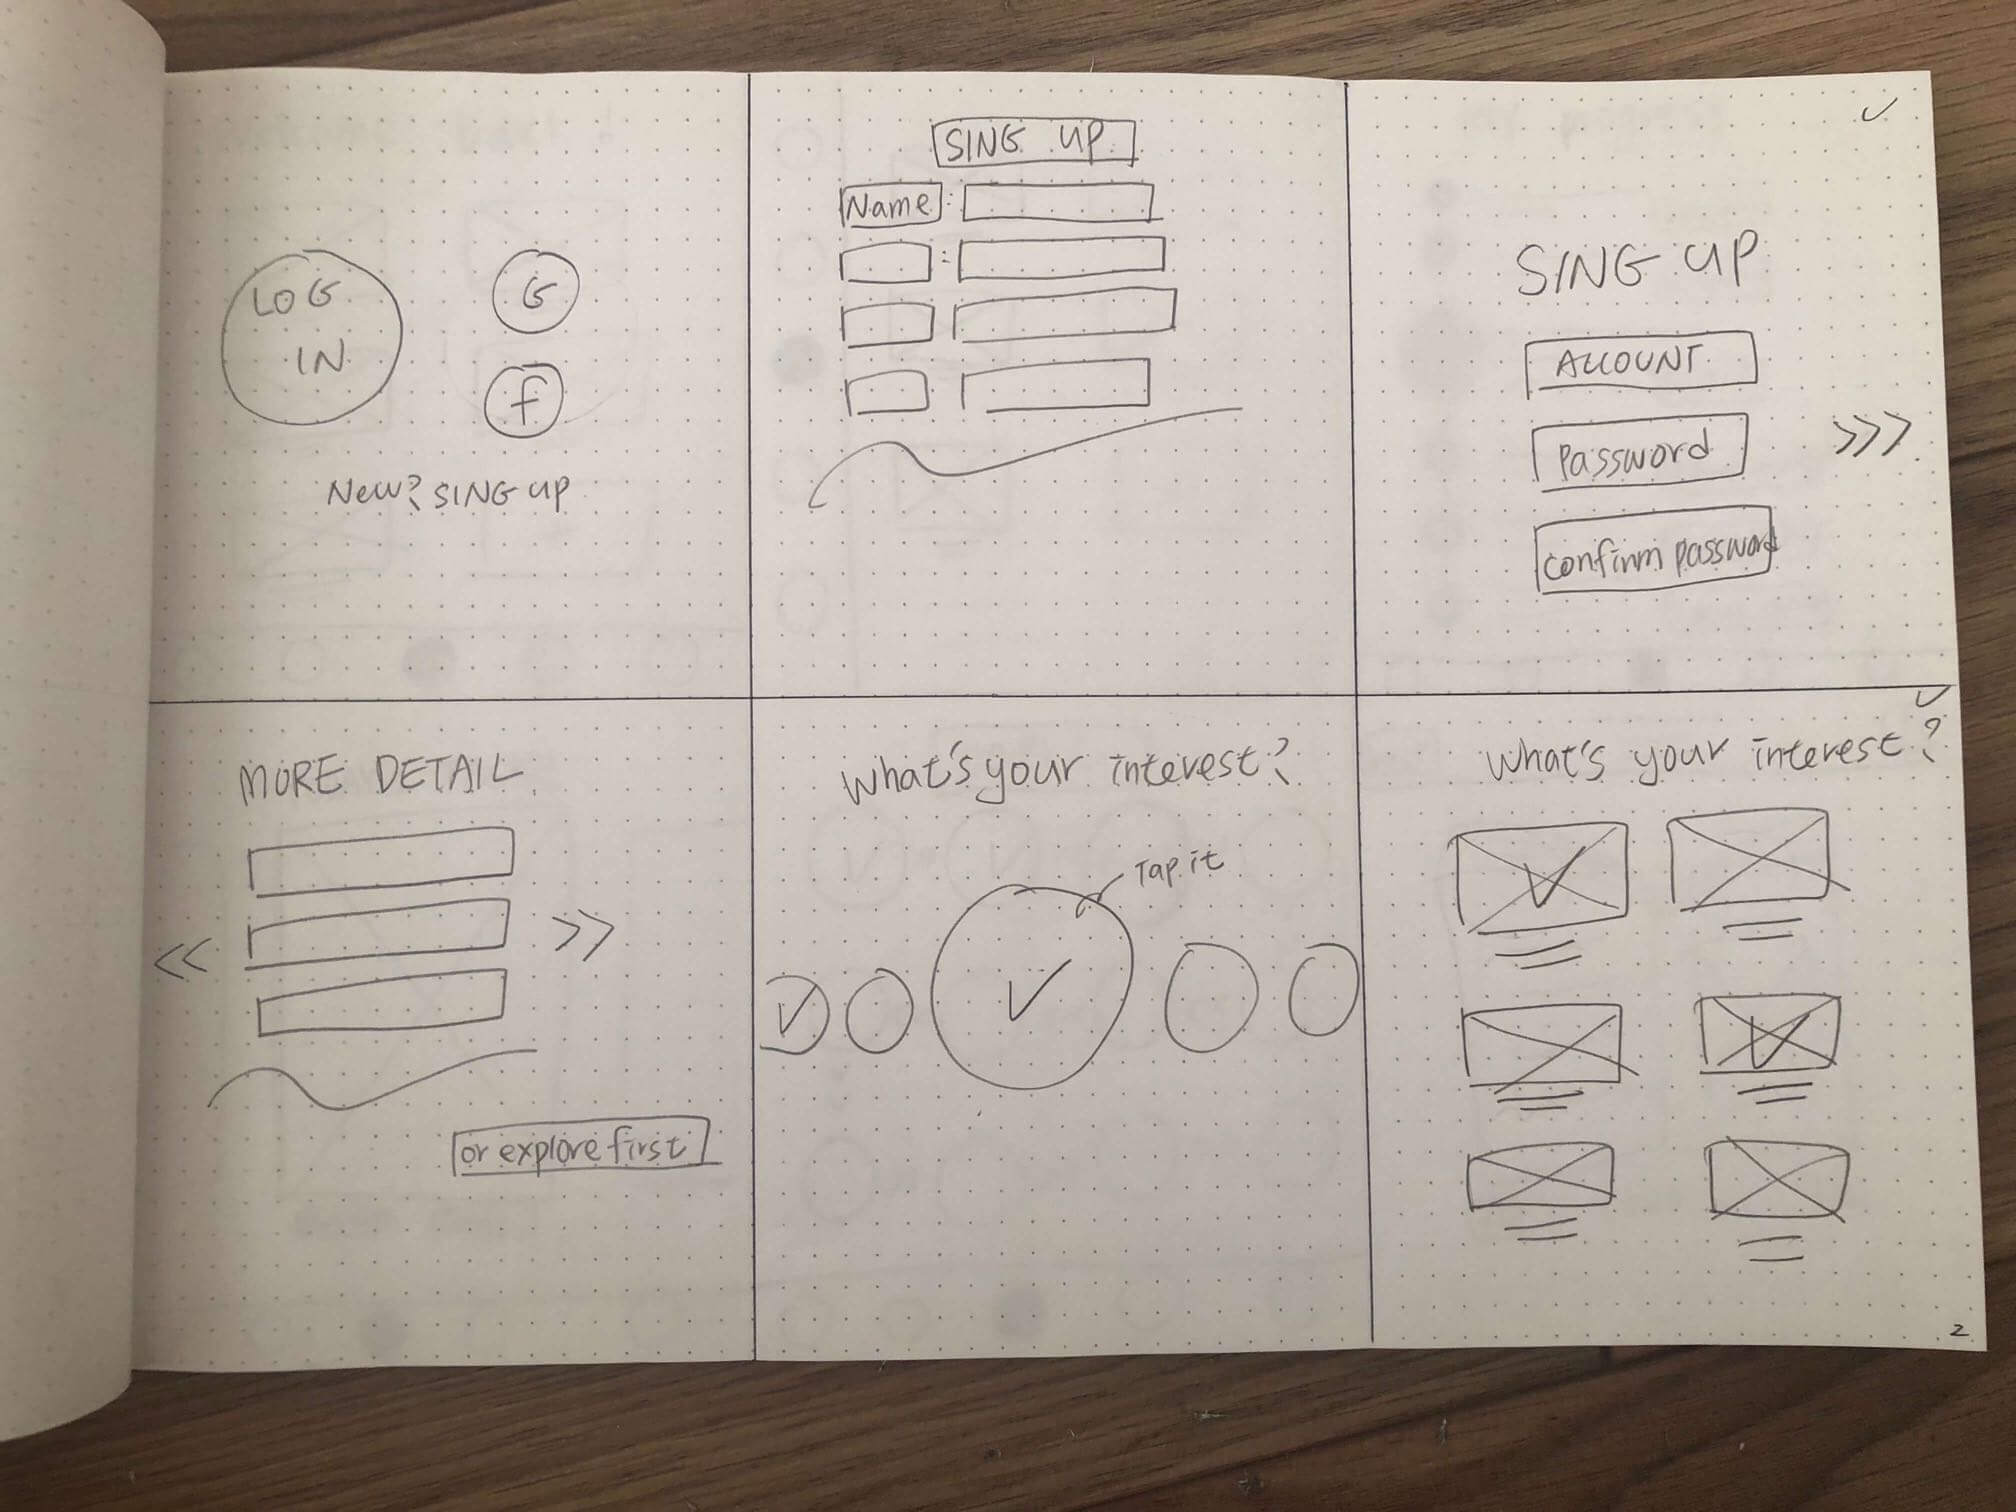 LOG
IN
G
f
New? SING UP
SING UP
Name :
:
SING UP
ACCOUNT
Password
>>>
confirm password
MORE DETAIL
<<
>>
or explore first
What's your interest?
Tap it
What's your interest?
2